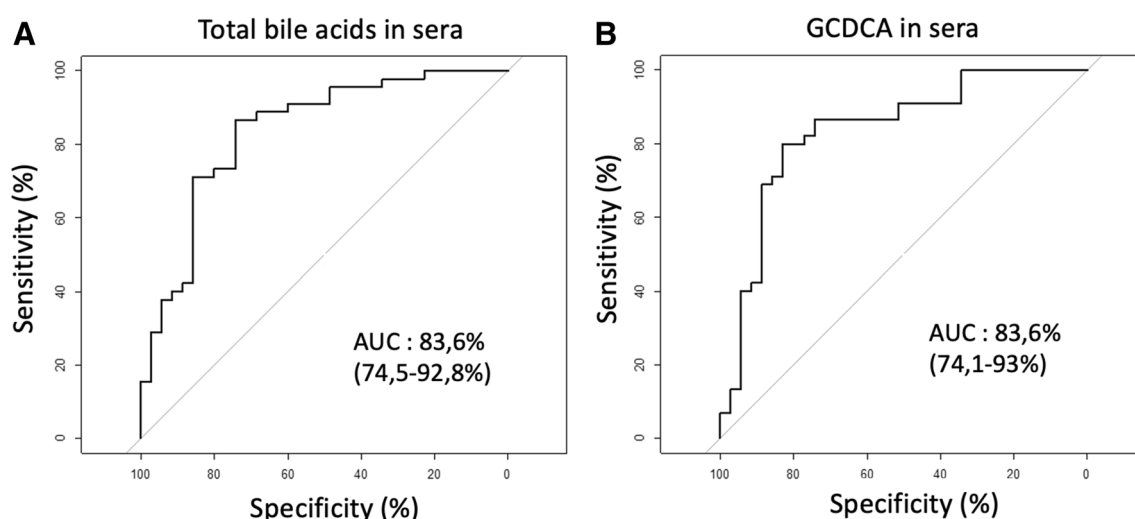 A
Total bile acids in sera
Sensitivity (%)
100
80
60
40
20
0
AUC : 83,6%
(74,5-92,8%)
100 80 60 40 20 0
Specificity (%)
B
GCDCA in sera
Sensitivity (%)
100
80
60
40
20
0
AUC : 83,6%
(74,1-93%)
100 80 60 40 20 0
Specificity (%)